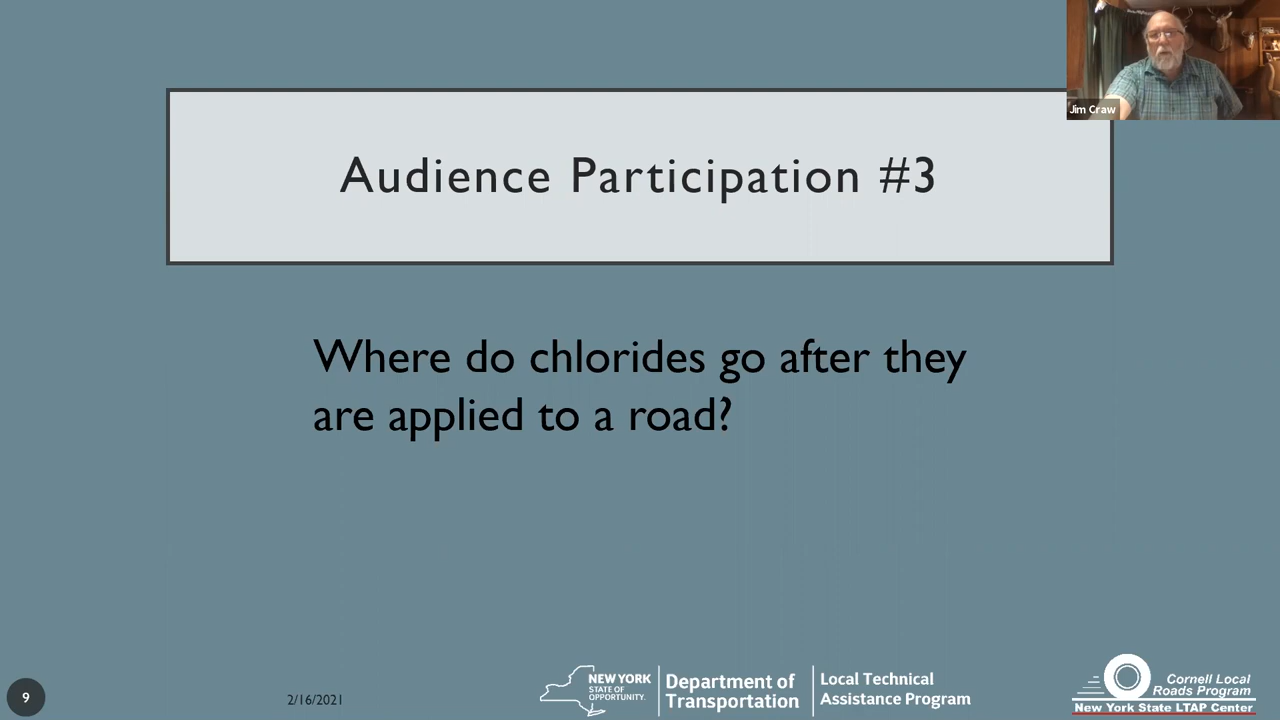 Jim Craw
Audience Participation #3
Where do chlorides go after they
are applied to a road?
9
2/16/2021
NEW YORK
STATE OF
OPPORTUNITY.
Department of
Transportation
Local Technical
Assistance Program
Cornell Local
Roads Program
New York State LTAP Center